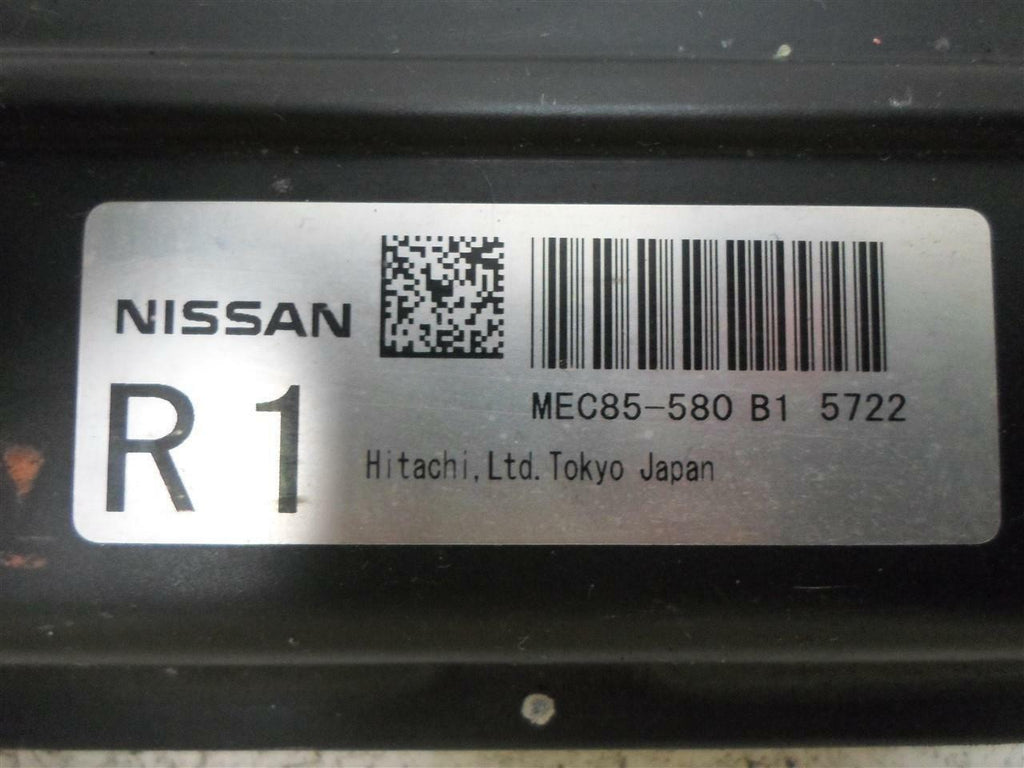 NISSAN
R 1
MEC85-580 B1 5722
Hitachi,Ltd.Tokyo Japan